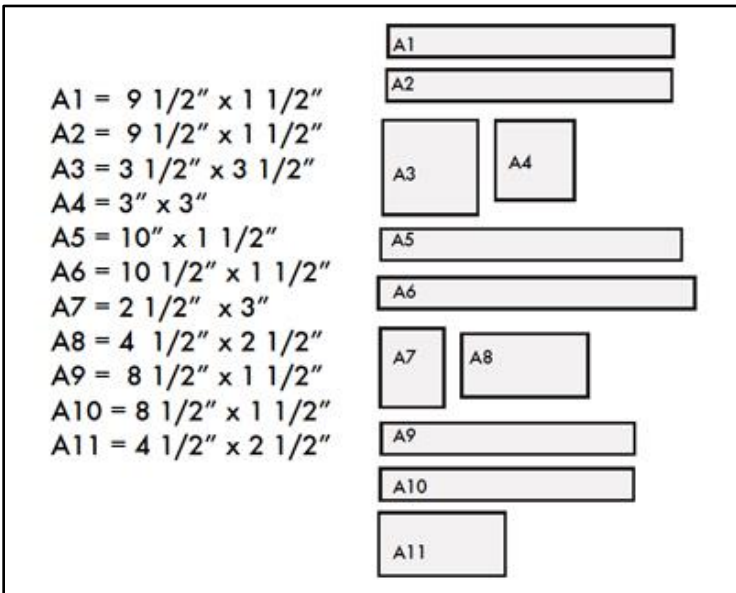 A1 = 9 1/2” x 1 1/2”
A2 = 9 1/2” x 1 1/2”
A3 = 3 1/2” x 3 1/2”
A4 = 3” x 3”
A5 = 10” x 1 1/2”
A6 = 10 1/2” x 1 1/2”
A7 = 2 1/2” x 3”
A8 = 4 1/2” x 2 1/2”
A9 = 8 1/2” x 1 1/2”
A10 = 8 1/2” x 1 1/2”
A11 = 4 1/2” x 2 1/2”
A1
A2
A3
A4
A5
A6
A7
A8
A9
A10
A11